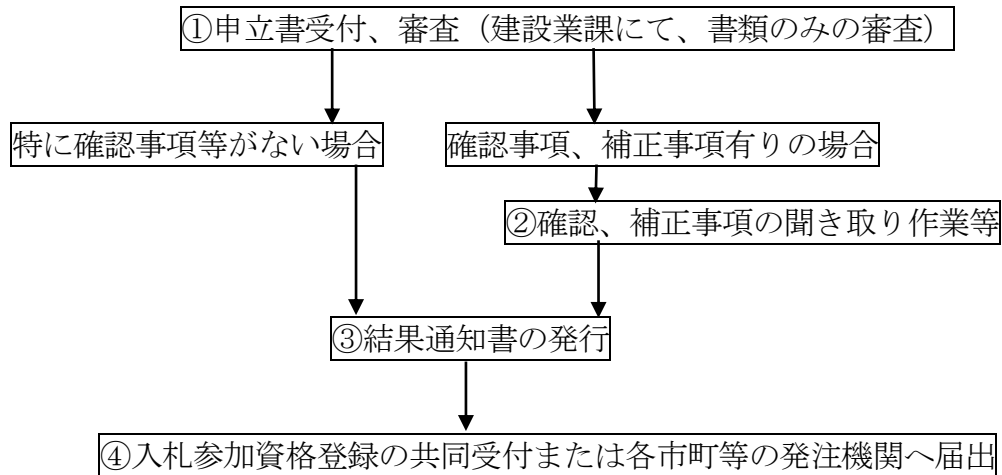 ①申立書受付、審査（建設業課にて、書類のみの審査）
特に確認事項等がない場合
確認事項、補正事項有りの場合
②確認、補正事項の聞き取り作業等
③結果通知書の発行
④入札参加資格登録の共同受付または各市町等の発注機関へ届出